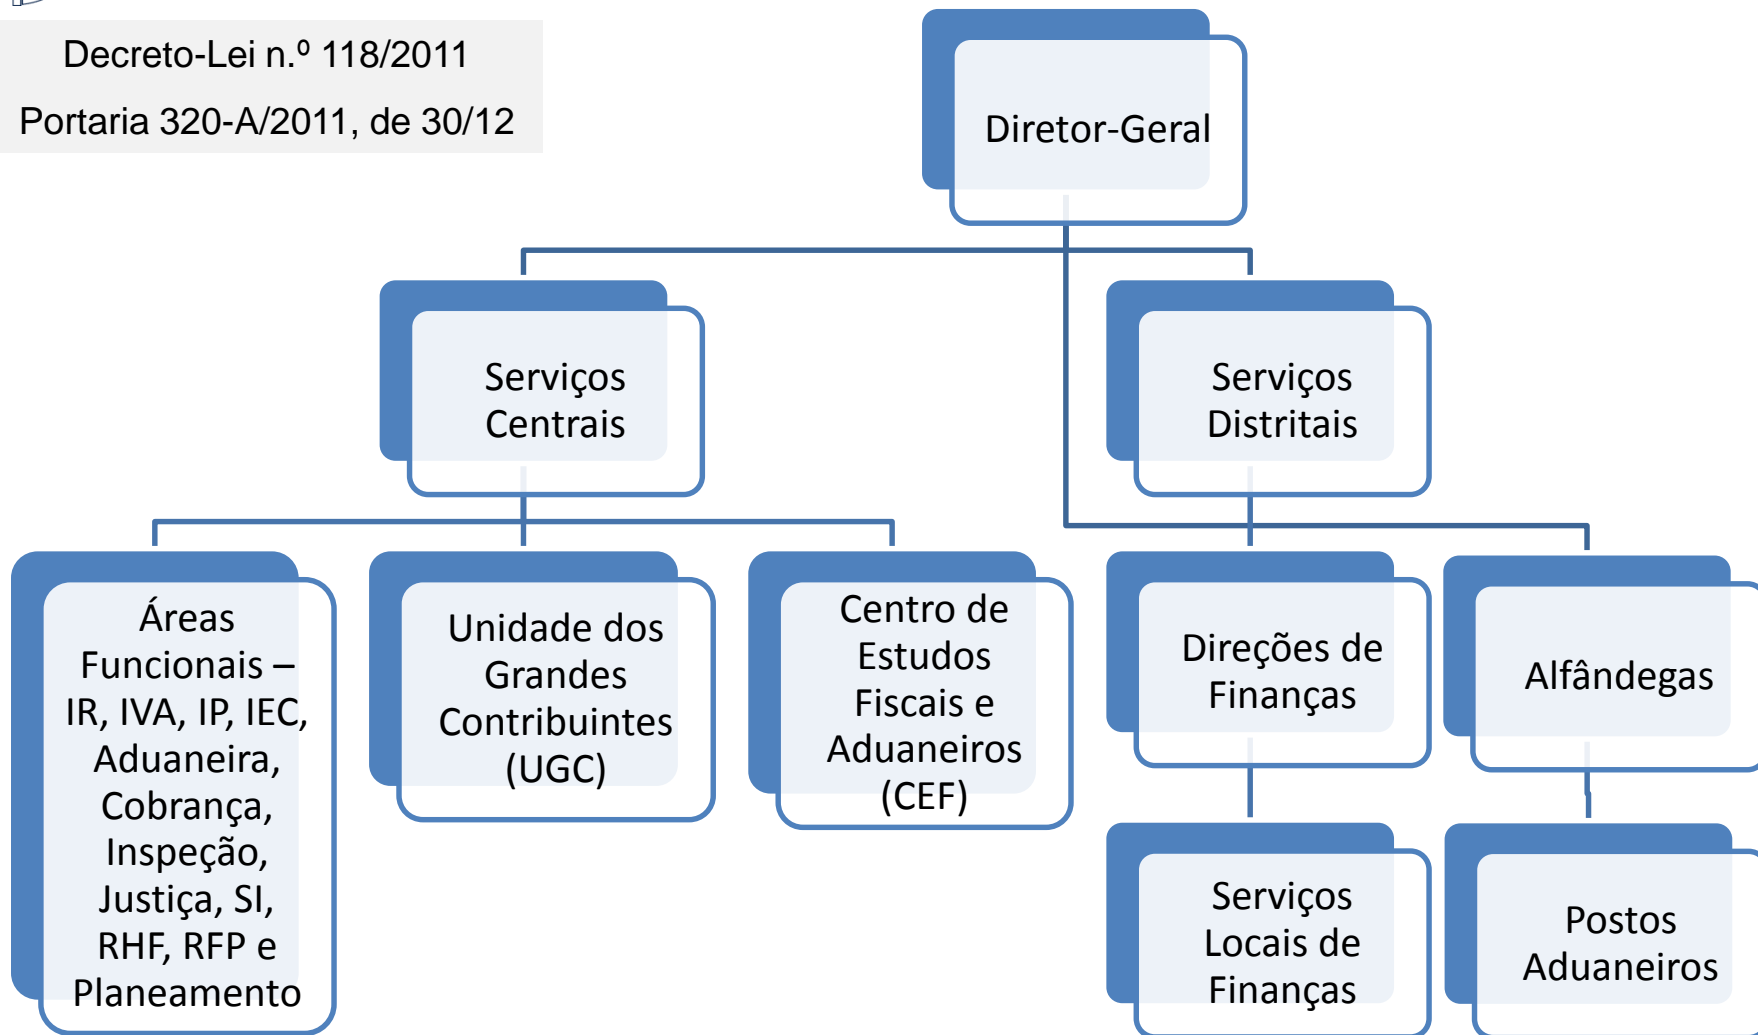 Decreto-Lei n.º 118/2011
Portaria 320-A/2011, de 30/12
Diretor-Geral
Serviços
Centrais
Serviços
Distritais
Áreas
Funcionais –
IR, IVA, IP, IEC,
Aduaneira,
Cobrança,
Inspeção,
Justiça, SI,
RHF, RFP e
Planeamento
Unidade dos
Grandes
Contribuintes
(UGC)
Centro de
Estudos
Fiscais e
Aduaneiros
(CEF)
Direções de
Finanças
Alfândegas
Serviços
Locais de
Finanças
Postos
Aduaneiros